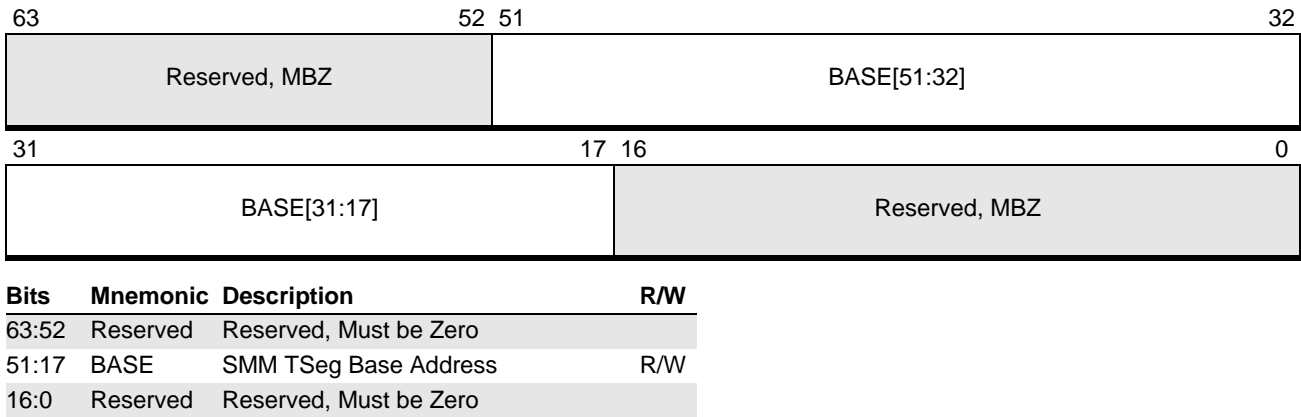 63 52 51 32
Reserved, MBZ BASE[51:32]
31 17 16 0
BASE[31:17] Reserved, MBZ
Bits Mnemonic Description R/W
63:52 Reserved Reserved, Must be Zero
51:17 BASE SMM TSeg Base Address R/W
16:0 Reserved Reserved, Must be Zero